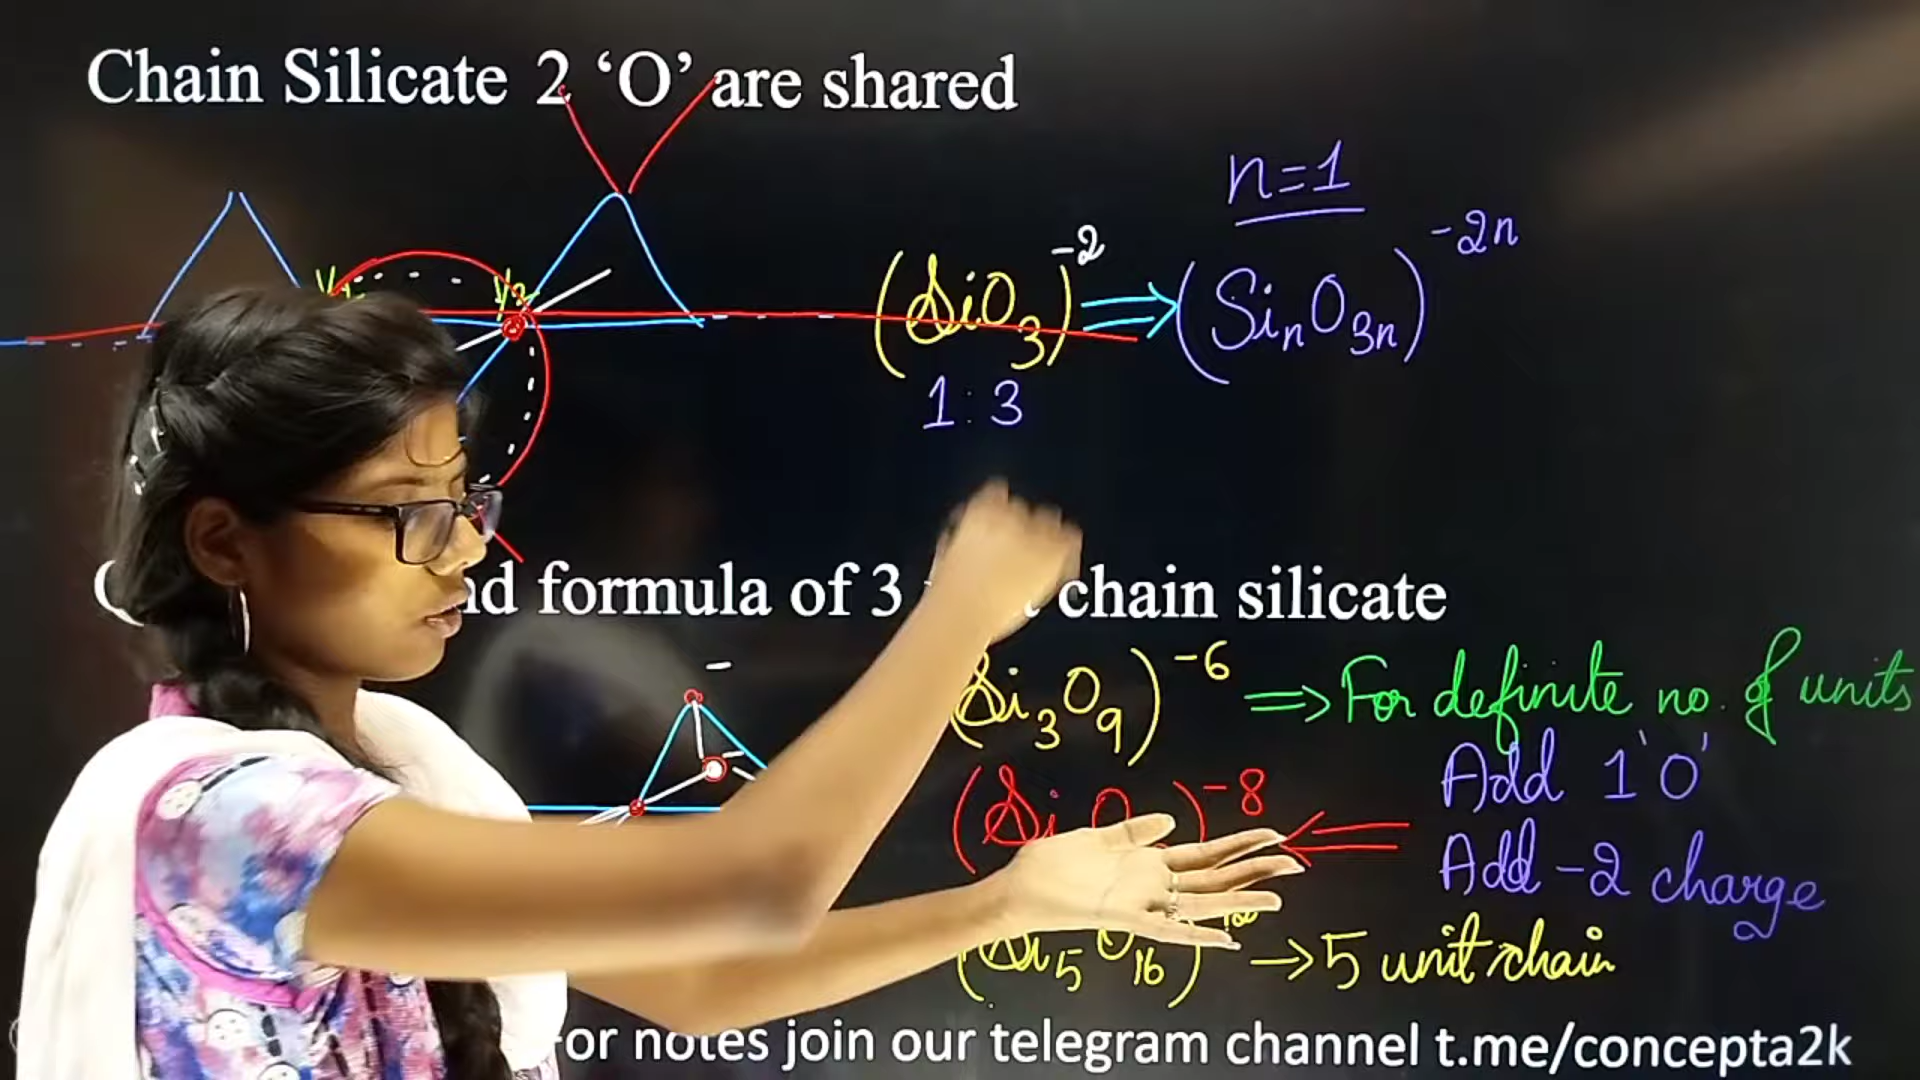 Chain Silicate 2 ‘O’ are shared
n=1
(SiO3)^-2 ⇒ (SinO3n)^-2n
1 : 3
formula of 3 chain silicate
(Si3O9)^-6 ⇒ For definite no. of units
Add 1 'O'
-8
Add -2 charge
(Si5O16) → 5 unit chain
notes join our telegram channel t.me/concepta2k